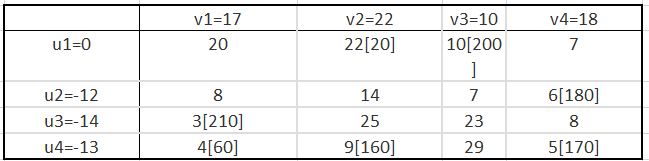 v1=17 v2=22 v3=10 v4=18
u1=0 20 22[20] 10[200 7
]
u2=-12 8 14 7 6[180]
u3=-14 3[210] 25 23 8
u4=-13 4[60] 9[160] 29 5[170]